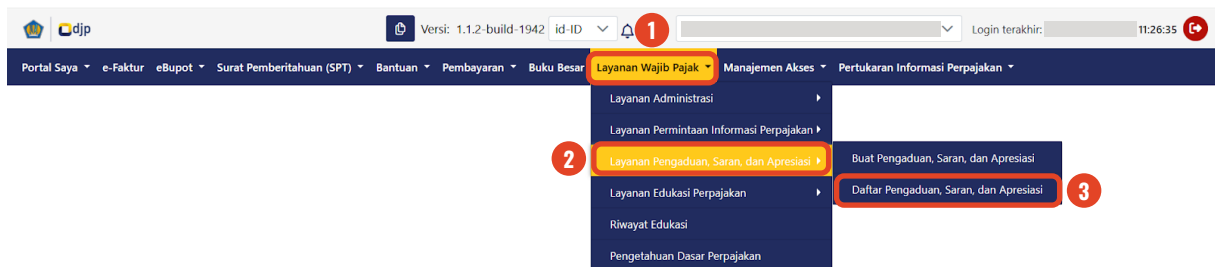 djp Versi: 1.1.2-build-1942 id-ID 1 Login terakhir: 11:26:35
Portal Saya e-Faktur eBupot Surat Pemberitahuan (SPT) Bantuan Pembayaran Buku Besar Layanan Wajib Pajak Manajemen Akses Pertukaran Informasi Perpajakan
Layanan Administrasi
Layanan Permintaan Informasi Perpajakan
2 Layanan Pengaduan, Saran, dan Apresiasi Buat Pengaduan, Saran, dan Apresiasi
Layanan Edukasi Perpajakan Daftar Pengaduan, Saran, dan Apresiasi 3
Riwayat Edukasi
Pengetahuan Dasar Perpajakan